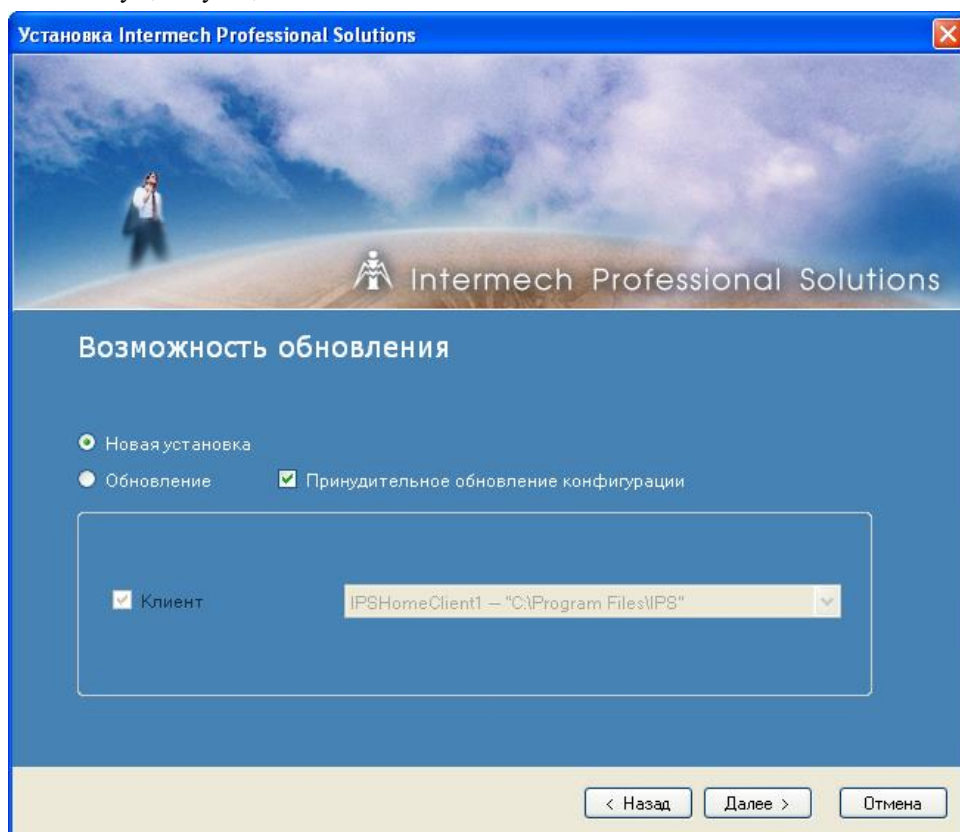 Установка Intermech Professional Solutions
Intermech Professional Solutions
Возможность обновления
Новая установка
Обновление
Принудительное обновление конфигурации
Клиент
IPSHomeClient1 — "C:\Program Files\IPS"
< Назад
Далее >
Отмена